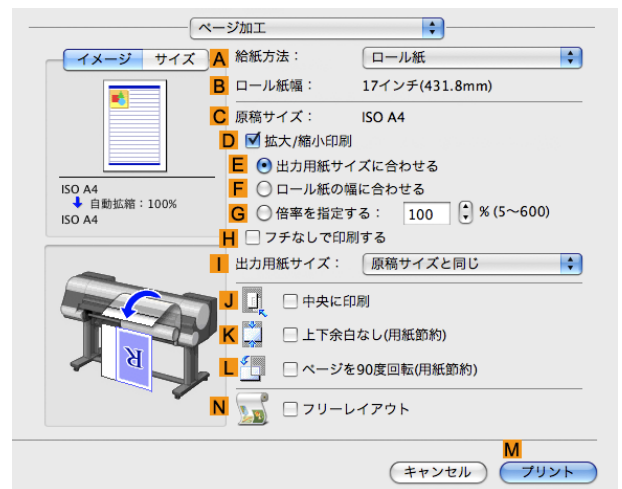 ページ加工
イメージ サイズ
A 給紙方法： ロール紙
B ロール紙幅： 17インチ(431.8mm)
C 原稿サイズ： ISO A4
D 拡大/縮小印刷
E 出力用紙サイズに合わせる
F ロール紙の幅に合わせる
G 倍率を指定する： 100 % (5～600)
H フチなしで印刷する
ISO A4
自動拡縮：100%
ISO A4
I 出力用紙サイズ： 原稿サイズと同じ
J 中央に印刷
K 上下余白なし(用紙節約)
L ページを90度回転(用紙節約)
N フリーレイアウト
R
M
キャンセル プリント